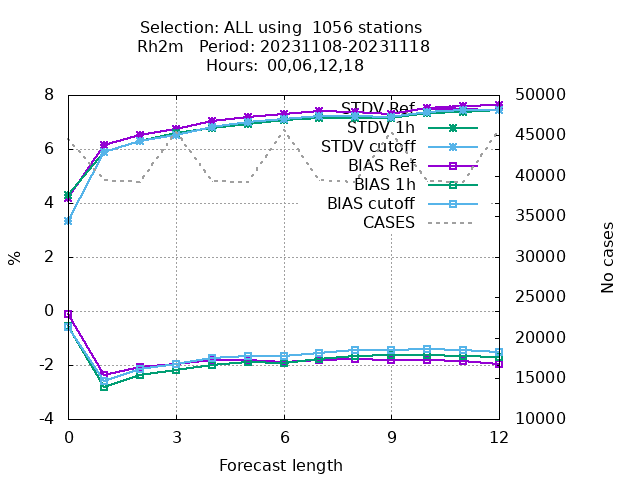 Selection: ALL using  1056 stations
Rh2m   Period: 20231108-20231118
Hours:  00,06,12,18
8
6
4
2
0
-2
-4
%
50000
45000
40000
35000
30000
25000
20000
15000
10000
No cases
STDV Ref
STDV 1h
STDV cutoff
BIAS Ref
BIAS 1h
BIAS cutoff
CASES
0 3 6 9 12
Forecast length